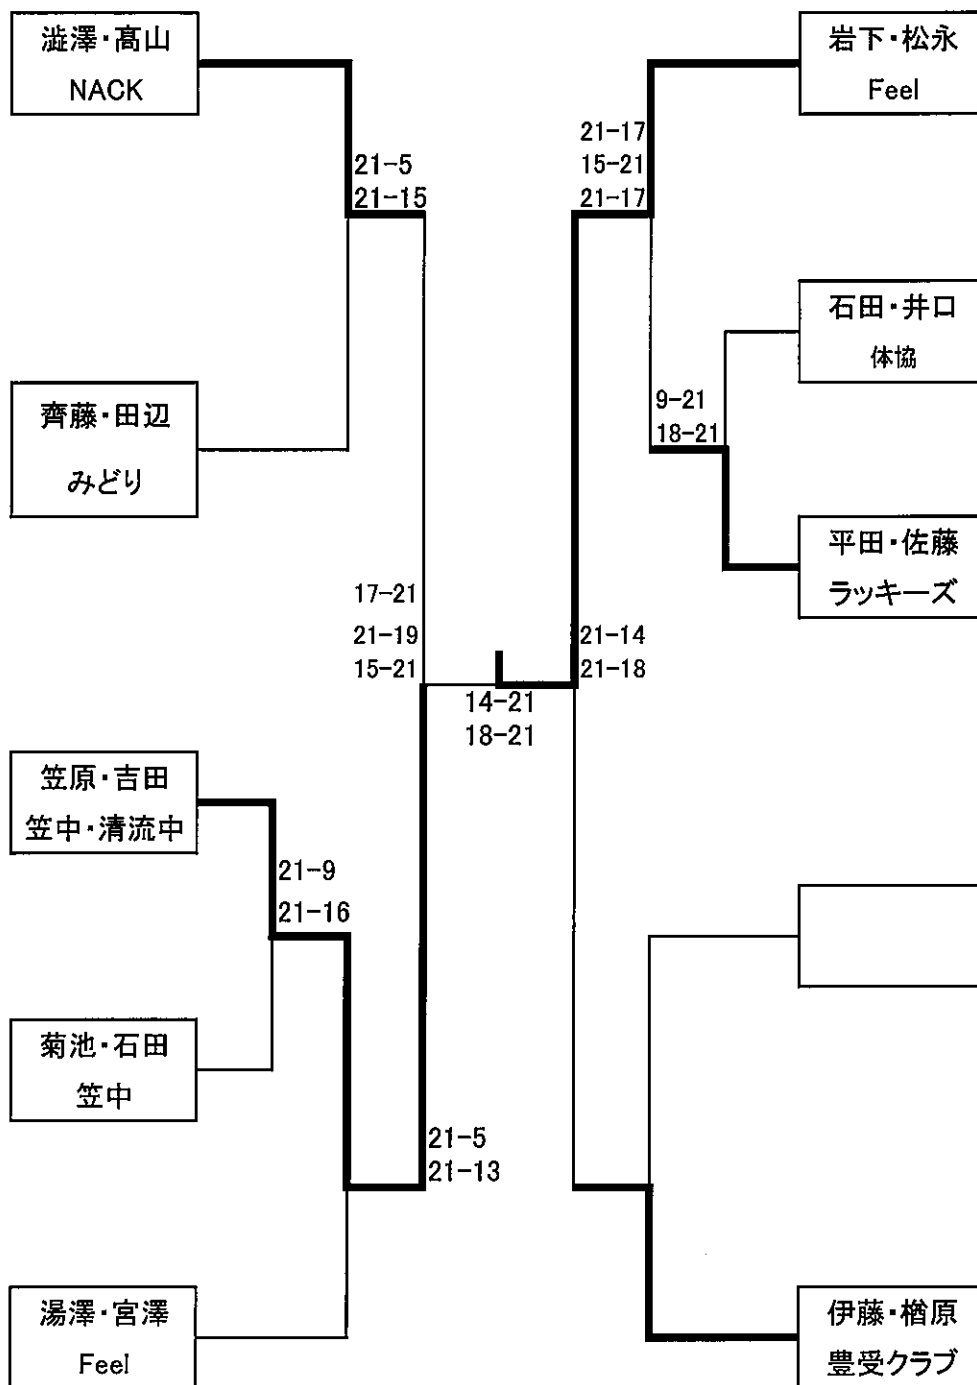 澁澤・髙山
NACK
岩下・松永
Feel
21-5
21-15
21-17
15-21
21-17
石田・井口
体協
齊藤・田辺
みどり
9-21
18-21
平田・佐藤
ラッキーズ
17-21
21-19
15-21
21-14
21-18
14-21
18-21
笠原・吉田
笠中・清流中
21-9
21-16
菊池・石田
笠中
21-5
21-13
湯澤・宮澤
Feel
伊藤・楢原
豊受クラブ